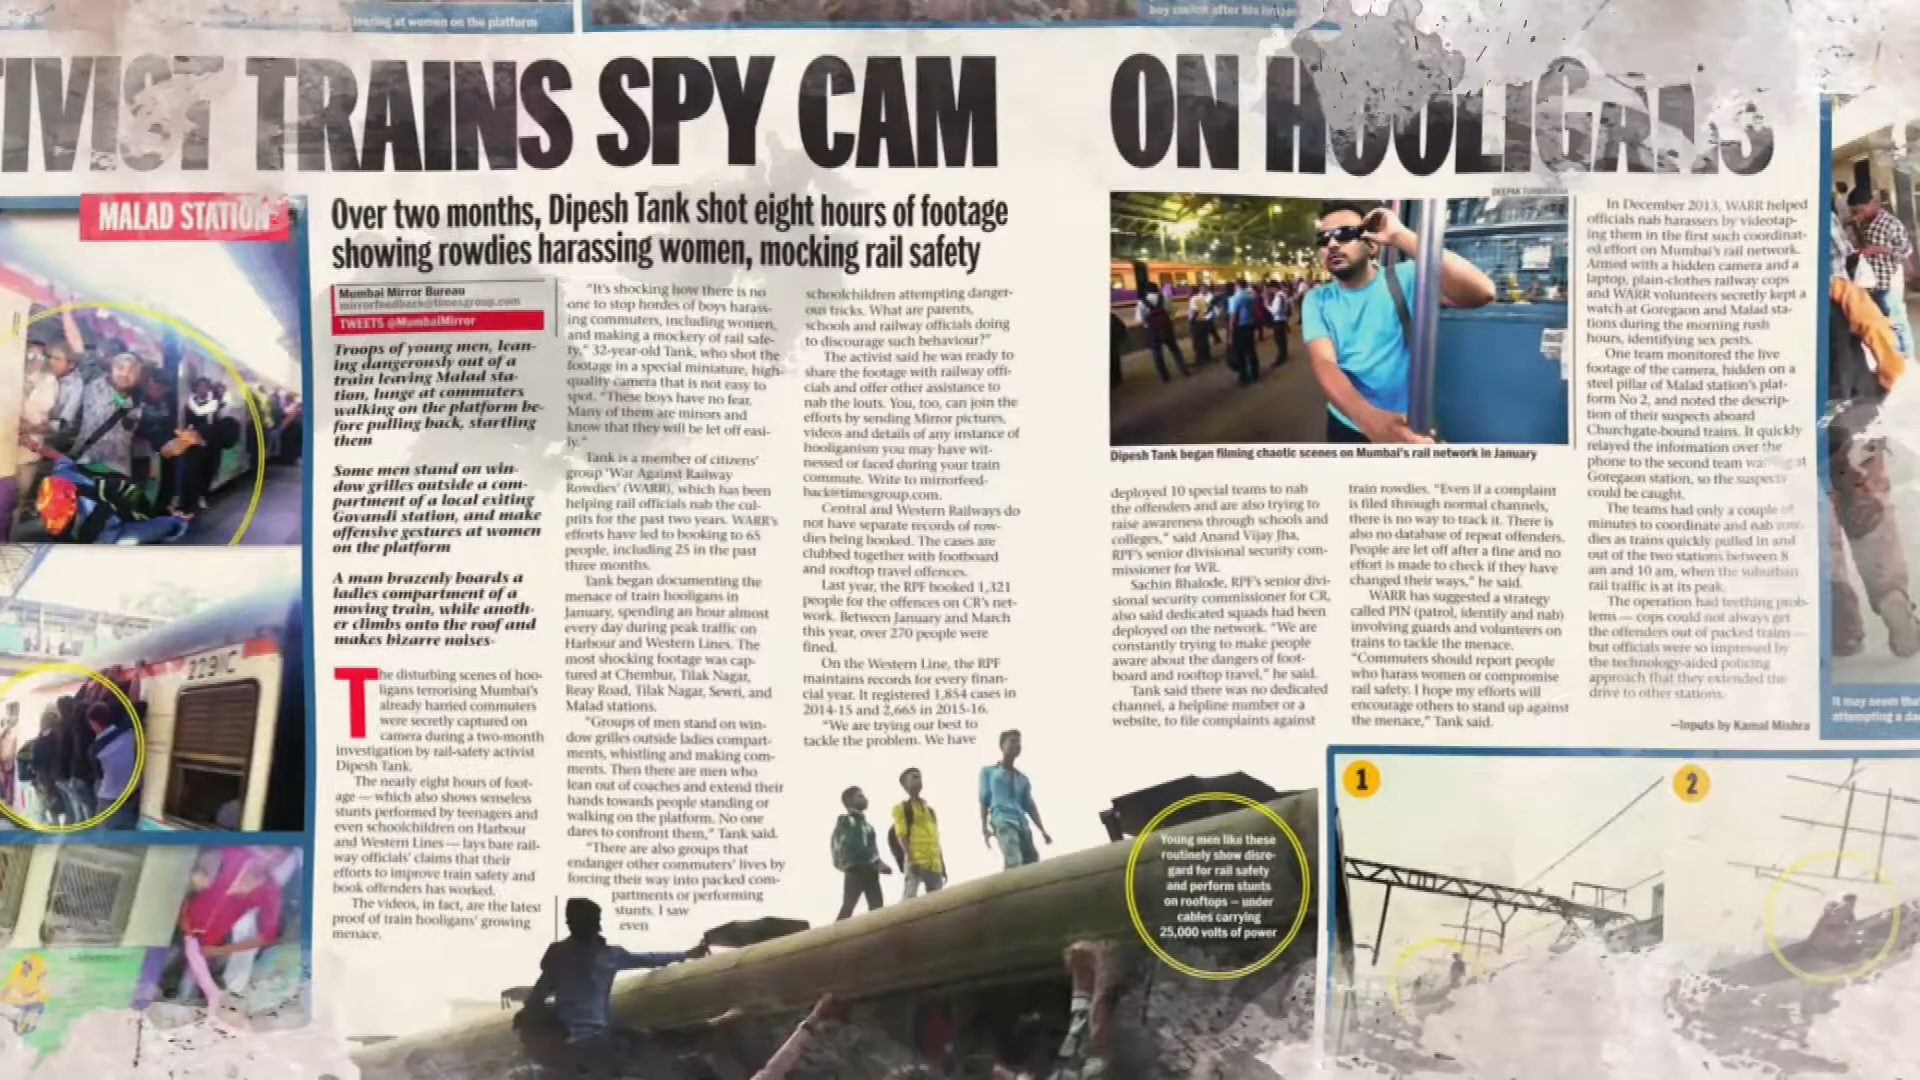 leering at women on the platform
TIVIST TRAINS SPY CAM ON HOOLIGANS
MALAD STATION
Over two months, Dipesh Tank shot eight hours of footage
showing rowdies harassing women, mocking rail safety
Mumbai Mirror Bureau
mirrorfeedback@timesgroup.com
TWEETS @MumbaiMirror
Troops of young men, lean-
ing dangerously out of a
train leaving Malad sta-
tion, lunge at commuters
walking on the platform be-
fore pulling back, startling
them
Some men stand on win-
dow grilles outside a com-
partment of a local exiting
Govandi station, and make
offensive gestures at women
on the platform
A man brazenly boards a
ladies compartment of a
moving train, while anoth-
er climbs onto the roof and
makes bizarre noises-
The disturbing scenes of hoo-
ligans terrorising Mumbai's
already harried commuters
were secretly captured on
camera during a two-month
investigation by rail-safety activist
Dipesh Tank.
The nearly eight hours of foot-
age — which also shows senseless
stunts performed by teenagers and
even schoolchildren on Harbour
and Western Lines — lays bare rail-
way officials' claims that their
efforts to improve train safety and
book offenders has worked.
The videos, in fact, are the latest
proof of train hooligans' growing
menace.
"It's shocking how there is no
one to stop hordes of boys harass-
ing commuters, including women,
and making a mockery of rail safe-
ty," 32-year-old Tank, who shot the
footage in a special miniature, high-
quality camera that is not easy to
spot. "These boys have no fear.
Many of them are minors and
know that they will be let off easi-
ly."
Tank is a member of citizens'
group 'War Against Railway
Rowdies' (WARR), which has been
helping rail officials nab the cul-
prits for the past two years. WARR's
efforts have led to booking to 65
people, including 25 in the past
three months.
Tank began documenting the
menace of train hooligans in
January, spending an hour almost
every day during peak traffic on
Harbour and Western Lines. The
most shocking footage was cap-
tured at Chembur, Tilak Nagar,
Reay Road, Tilak Nagar, Sewri, and
Malad stations.
"Groups of men stand on win-
dow grilles outside ladies compart-
ments, whistling and making com-
ments. Then there are men who
lean out of coaches and extend their
hands towards people standing or
walking on the platform. No one
dares to confront them," Tank said.
"There are also groups that
endanger other commuters' lives by
forcing their way into packed com-
partments or performing
stunts. I saw
even
schoolchildren attempting danger-
ous tricks. What are parents,
schools and railway officials doing
to discourage such behaviour?"
The activist said he was ready to
share the footage with railway offi-
cials and offer other assistance to
nab the louts. You, too, can join the
efforts by sending Mirror pictures,
videos and details of any instance of
hooliganism you may have wit-
nessed or faced during your train
commute. Write to mirrorfeed-
back@timesgroup.com.
Central and Western Railways do
not have separate records of row-
dies being booked. The cases are
clubbed together with footboard
and rooftop travel offences.
Last year, the RPF booked 1,321
people for the offences on CR's net-
work. Between January and March
this year, over 270 people were
fined.
On the Western Line, the RPF
maintains records for every finan-
cial year. It registered 1,854 cases in
2014-15 and 2,665 in 2015-16.
"We are trying our best to
tackle the problem. We have
Dipesh Tank began filming chaotic scenes on Mumbai's rail network in January
deployed 10 special teams to nab
the offenders and are also trying to
raise awareness through schools and
colleges," said Anand Vijay Jha,
RPF's senior divisional security com-
missioner for WR.
Sachin Bhalode, RPF's senior divi-
sional security commissioner for CR,
also said dedicated squads had been
deployed on the network. "We are
constantly trying to make people
aware about the dangers of foot-
board and rooftop travel," he said.
Tank said there was no dedicated
channel, a helpline number or a
website, to file complaints against
train rowdies. "Even if a complaint
is filed through normal channels,
there is no way to track it. There is
also no database of repeat offenders.
People are let off after a fine and no
effort is made to check if they have
changed their ways," he said.
WARR has suggested a strategy
called PIN (patrol, identify and nab)
involving guards and volunteers on
trains to tackle the menace.
"Commuters should report people
who harass women or compromise
rail safety. I hope my efforts will
encourage others to stand up against
the menace," Tank said.
In December 2013, WARR helped
officials nab harassers by videotap-
ing them in the first such coordinat-
ed effort on Mumbai's rail network.
Armed with a hidden camera and a
laptop, plain-clothes railway cops
and WARR volunteers secretly kept a
watch at Goregaon and Malad sta-
tions during the morning rush
hours, identifying sex pests.
One team monitored the live
footage of the camera, hidden on a
steel pillar of Malad station's plat-
form No 2, and noted the descrip-
tion of their suspects aboard
Churchgate-bound trains. It quickly
relayed the information over the
phone to the second team waiting at
Goregaon station, so the suspects
could be caught.
The teams had only a couple of
minutes to coordinate and nab row-
dies as trains quickly pulled in and
out of the two stations between 8
am and 10 am, when the suburban
rail traffic is at its peak.
The operation had teething prob-
lems — cops could not always get
the offenders out of packed trains —
but officials were so impressed by
the technology-aided policing
approach that they extended the
drive to other stations.
—Inputs by Kamal Mishra
229 C
Young men like these
routinely show disre-
gard for rail safety
and perform stunts
on rooftops — under
cables carrying
25,000 volts of power
1
2
It may seem tha
attempting a da